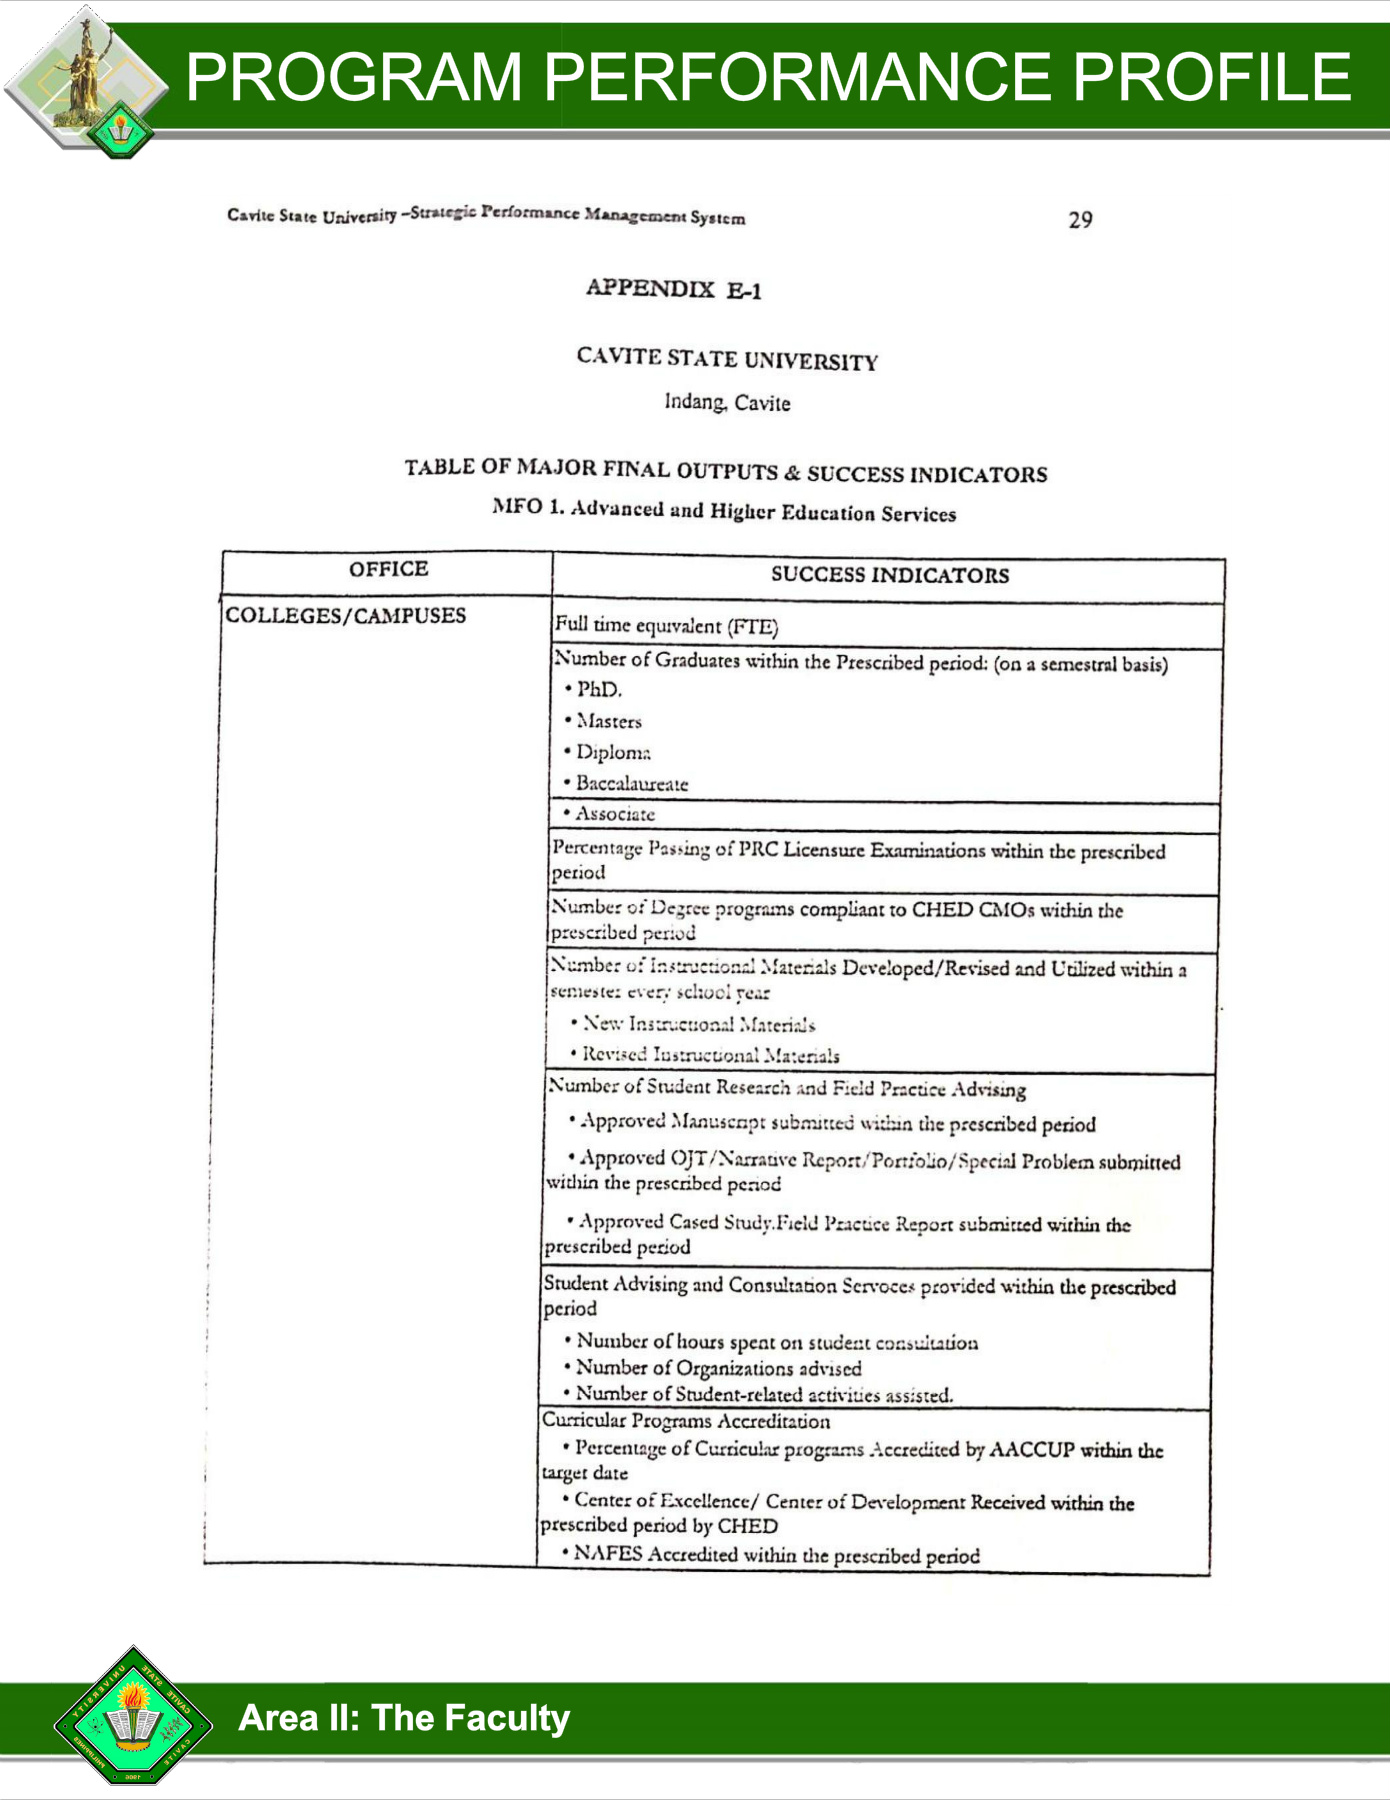 PROGRAM PERFORMANCE PROFILE
Cavite State University –Strategic Performance Management System
29
APPENDIX E-1
CAVITE STATE UNIVERSITY
Indang, Cavite
TABLE OF MAJOR FINAL OUTPUTS & SUCCESS INDICATORS
MFO 1. Advanced and Higher Education Services
OFFICE
SUCCESS INDICATORS
COLLEGES/CAMPUSES
Full time equivalent (FTE)
Number of Graduates within the Prescribed period: (on a semestral basis)
• PhD.
• Masters
• Diploma
• Baccalaureate
• Associate
Percentage Passing of PRC Licensure Examinations within the prescribed
period
Number of Degree programs compliant to CHED CMOs within the
prescribed period
Number of Instructional Materials Developed/Revised and Utilized within a
semester every school year
• New Instructional Materials
• Revised Instructional Materials
Number of Student Research and Field Practice Advising
• Approved Manuscript submitted within the prescribed period
• Approved OJT/Narrative Report/Portfolio/Special Problem submitted
within the prescribed period
• Approved Cased Study.Field Practice Report submitted within the
prescribed period
Student Advising and Consultation Servoces provided within the prescribed
period
• Number of hours spent on student consultation
• Number of Organizations advised
• Number of Student-related activities assisted.
Curricular Programs Accreditation
• Percentage of Curricular programs Accredited by AACCUP within the
target date
• Center of Excellence/ Center of Development Received within the
prescribed period by CHED
• NAFES Accredited within the prescribed period
CAVITE STATE UNIVERSITY
CAVITE
PHILIPPINES
1906
Area II: The Faculty